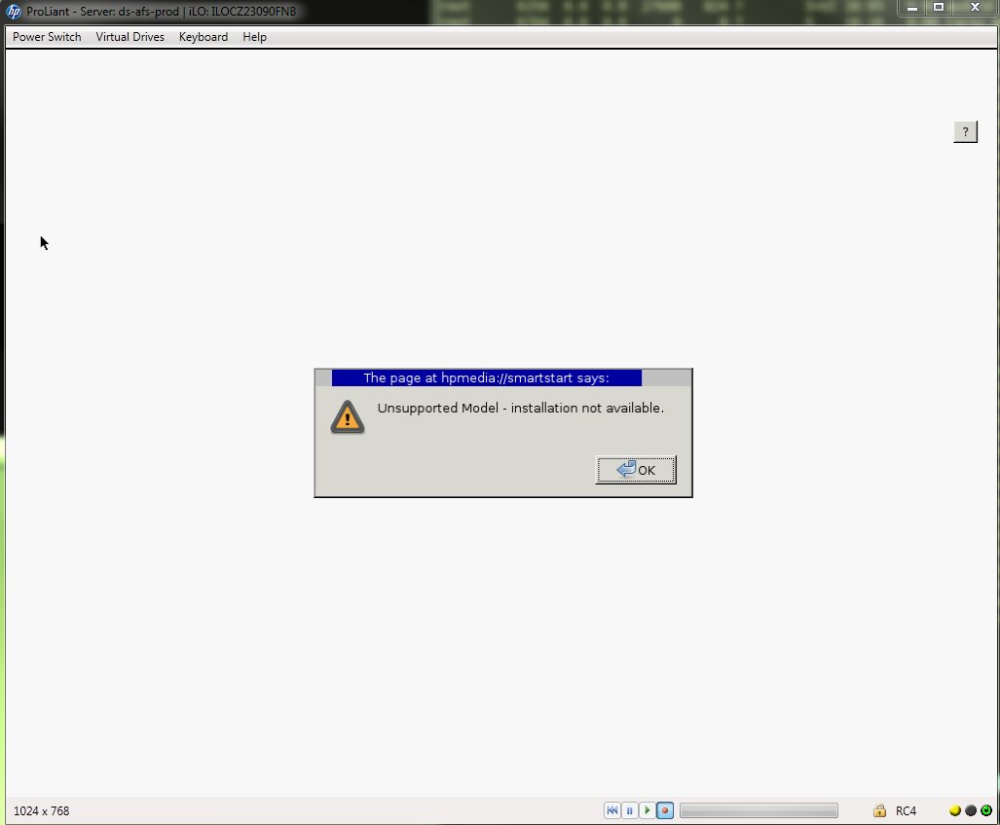 hp ProLiant - Server: ds-afs-prod | iLO: ILOCZ23090FNB
Power Switch Virtual Drives Keyboard Help
?
The page at hpmedia://smartstart says:
Unsupported Model - installation not available.
OK
1024 x 768
RC4